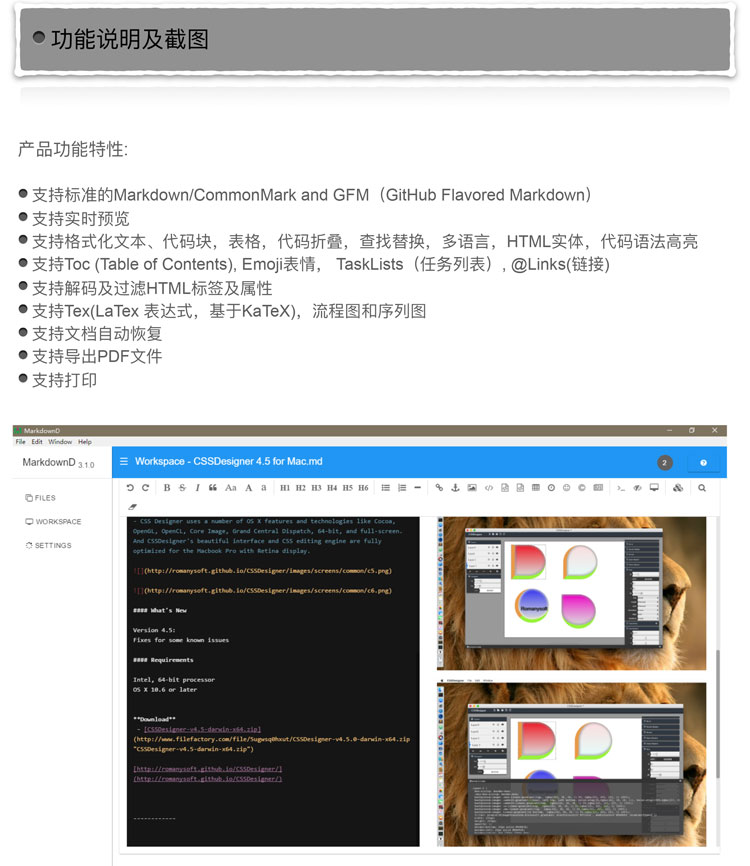 功能说明及截图
产品功能特性:
支持标准的Markdown/CommonMark and GFM（GitHub Flavored Markdown）
支持实时预览
支持格式化文本、代码块，表格，代码折叠，查找替换，多语言，HTML实体，代码语法高亮
支持Toc (Table of Contents), Emoji表情， TaskLists（任务列表）, @Links(链接)
支持解码及过滤HTML标签及属性
支持Tex(LaTex 表达式，基于KaTeX)，流程图和序列图
支持文档自动恢复
支持导出PDF文件
支持打印
MarkdownD
File Edit Window Help
MarkdownD 3.1.0
Workspace - CSSDesigner 4.5 for Mac.md
2
FILES
WORKSPACE
SETTINGS
B S I Aa A a H1 H2 H3 H4 H5 H6
- CSS Designer uses a number of OS X features and technologies like Cocoa,
OpenGL, OpenCL, Core Image, Grand Central Dispatch, 64-bit, and full-screen.
And CSSDesigner's beautiful interface and CSS editing engine are fully
optimized for the Macbook Pro with Retina display.
![](http://romanysoft.github.io/CSSDesigner/images/screens/common/c5.png)
![](http://romanysoft.github.io/CSSDesigner/images/screens/common/c6.png)
#### What's New
Version 4.5:
Fixes for some known issues
#### Requirements
Intel, 64-bit processor
OS X 10.6 or later
**Download**
- [CSSDesigner-v4.5-darwin-x64.zip]
(http://www.filefactory.com/file/5ugwsq0hxut/CSSDesigner-v4.5.0-darwin-x64.zip
"CSSDesigner-v4.5-darwin-x64.zip")
[http://romanysoft.github.io/CSSDesigner/]
(http://romanysoft.github.io/CSSDesigner/)
------------
Romanysoft